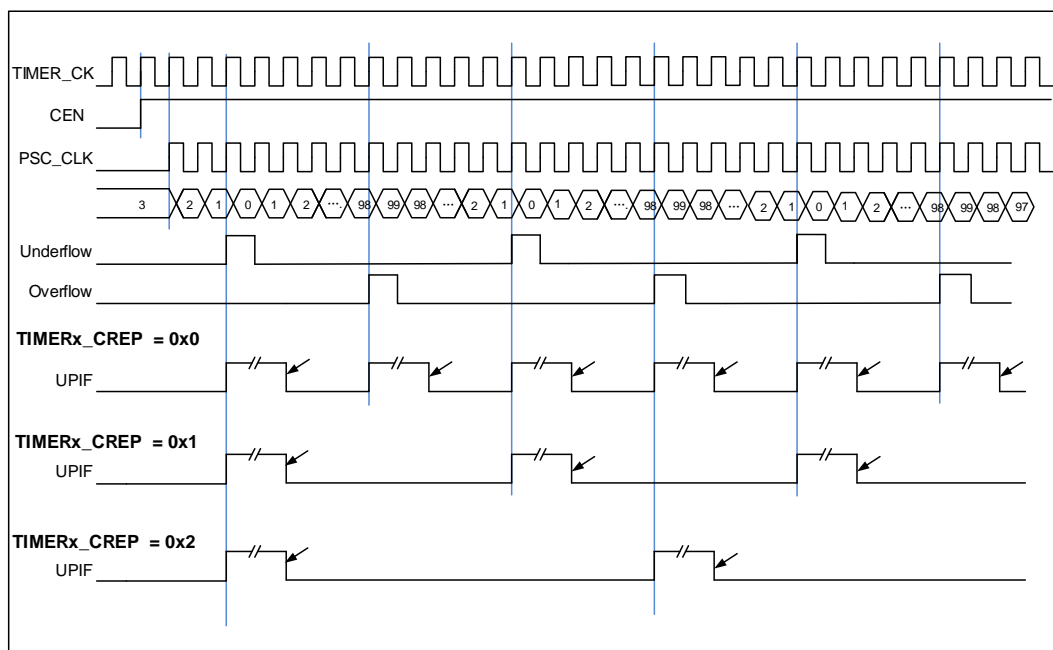 TIMER_CK
CEN
PSC_CLK
3 2 1 0 1 2 .... 98 99 98 ... 2 1 0 1 2 .... 98 99 98 ... 2 1 0 1 2 ... 98 99 98 97
Underflow
Overflow
TIMERx_CREP = 0x0
UPIF
TIMERx_CREP = 0x1
UPIF
TIMERx_CREP = 0x2
UPIF